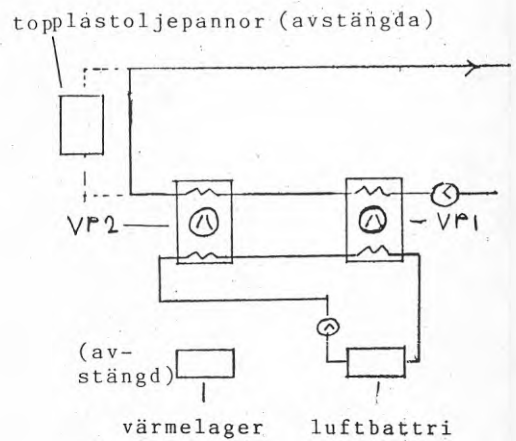 topplastoljepannor (avstängda)
VP2
VP1
(av-
stängd)
värmelager
luftbattri